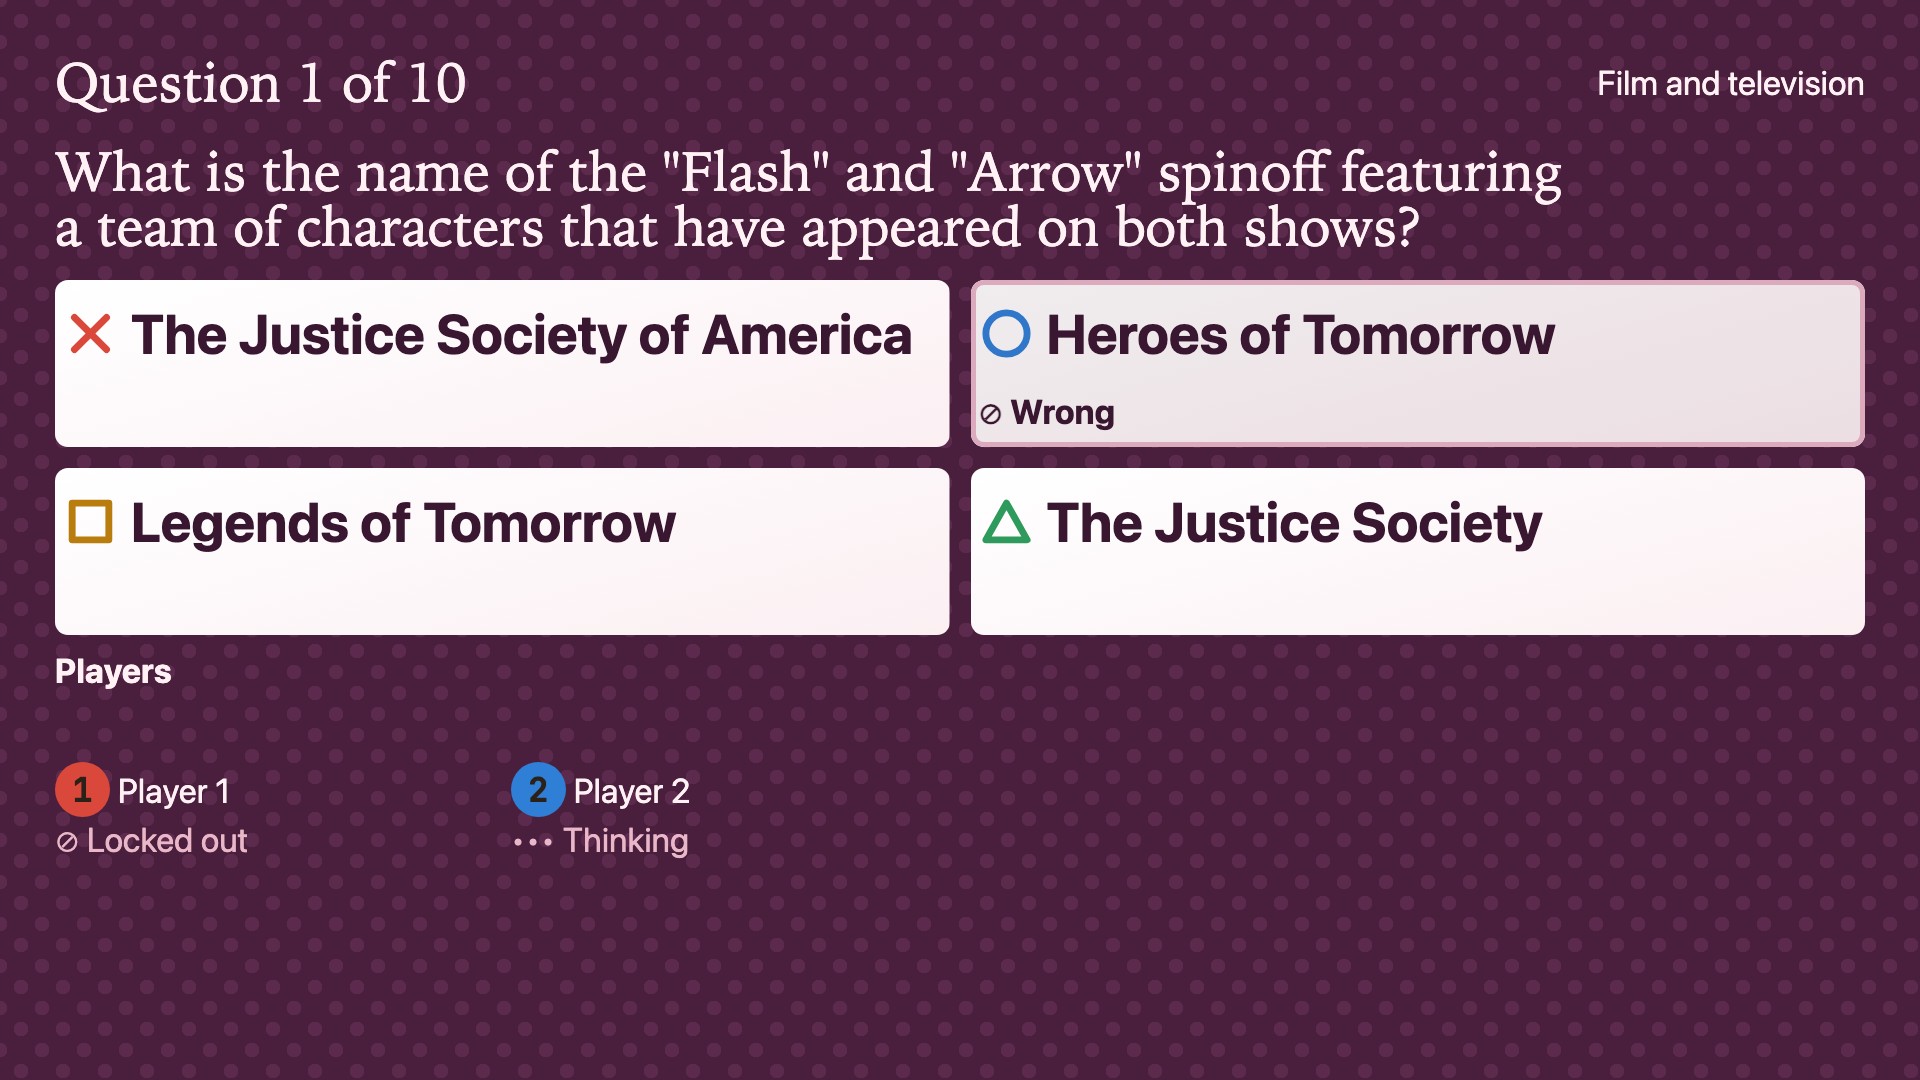 Question 1 of 10
Film and television
What is the name of the "Flash" and "Arrow" spinoff featuring
a team of characters that have appeared on both shows?
The Justice Society of America
Heroes of Tomorrow
Wrong
Legends of Tomorrow
The Justice Society
Players
1 Player 1
Locked out
2 Player 2
Thinking